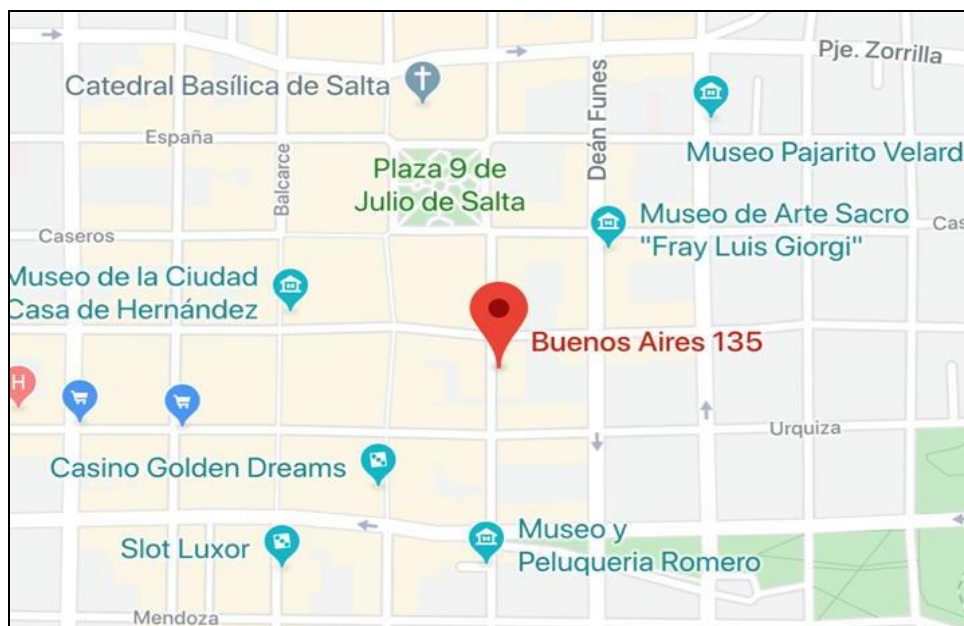 Pje. Zorrilla
Catedral Basílica de Salta
España
Deán Funes
Museo Pajarito Velard
Plaza 9 de
Julio de Salta
Balcarce
Museo de Arte Sacro
"Fray Luis Giorgi"
Caseros
Cas
Museo de la Ciudad
Casa de Hernández
Buenos Aires 135
H
Urquiza
Casino Golden Dreams
Slot Luxor
Museo y
Peluqueria Romero
Mendoza